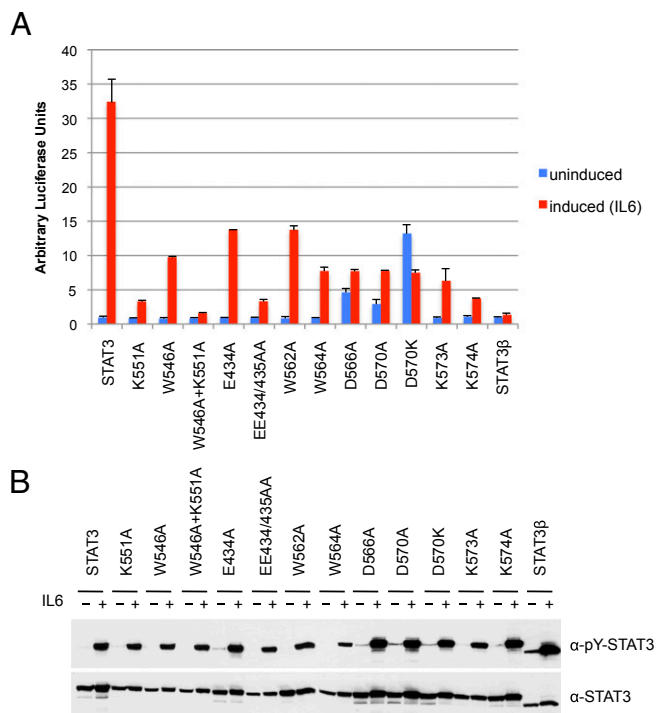 A
40
35
30
25
20
15
10
5
0
Arbitrary Luciferase Units
uninduced
induced (IL6)
STAT3
K551A
W546A
W546A+K551A
E434A
EE434/435AA
W562A
W564A
D566A
D570A
D570K
K573A
K574A
STAT3β
B
STAT3
K551A
W546A
W546A+K551A
E434A
EE434/435AA
W562A
W564A
D566A
D570A
D570K
K573A
K574A
STAT3β
IL6 – + – + – + – + – + – + – + – + – + – + – + – + – + – +
α-pY-STAT3
α-STAT3